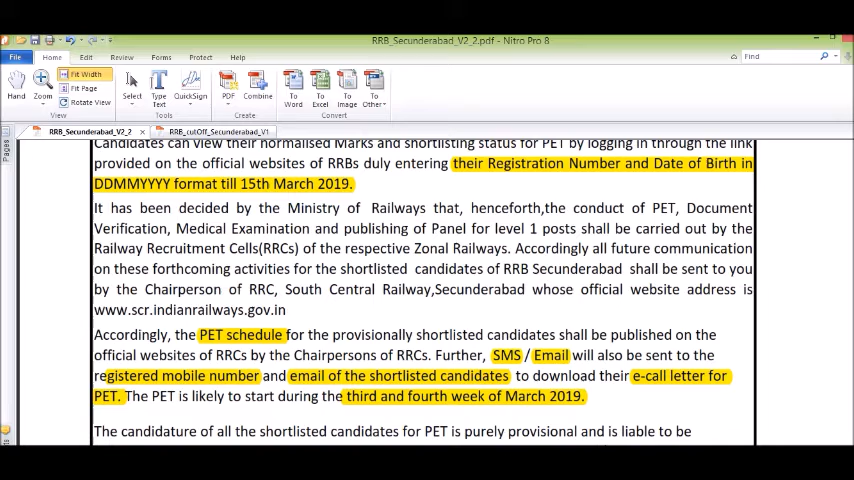 RRB_Secunderabad_V2_2.pdf - Nitro Pro 8
File Home Edit Review Forms Protect Help Find
Fit Width
Fit Page
Rotate View
Hand Zoom Select Type Text QuickSign PDF Combine To Word To Excel To Image To Other
View Tools Create Convert
RRB_Secunderabad_V2_2 × RRB_cutOff_Secunderabad_V1
Pages
Candidates can view their normalised Marks and shortlisting status for PET by logging in through the link
provided on the official websites of RRBs duly entering their Registration Number and Date of Birth in
DDMMYYYY format till 15th March 2019.
It has been decided by the Ministry of Railways that, henceforth,the conduct of PET, Document
Verification, Medical Examination and publishing of Panel for level 1 posts shall be carried out by the
Railway Recruitment Cells(RRCs) of the respective Zonal Railways. Accordingly all future communication
on these forthcoming activities for the shortlisted candidates of RRB Secunderabad shall be sent to you
by the Chairperson of RRC, South Central Railway,Secunderabad whose official website address is
www.scr.indianrailways.gov.in
Accordingly, the PET schedule for the provisionally shortlisted candidates shall be published on the
official websites of RRCs by the Chairpersons of RRCs. Further, SMS / Email will also be sent to the
registered mobile number and email of the shortlisted candidates to download their e-call letter for
PET. The PET is likely to start during the third and fourth week of March 2019.
The candidature of all the shortlisted candidates for PET is purely provisional and is liable to be